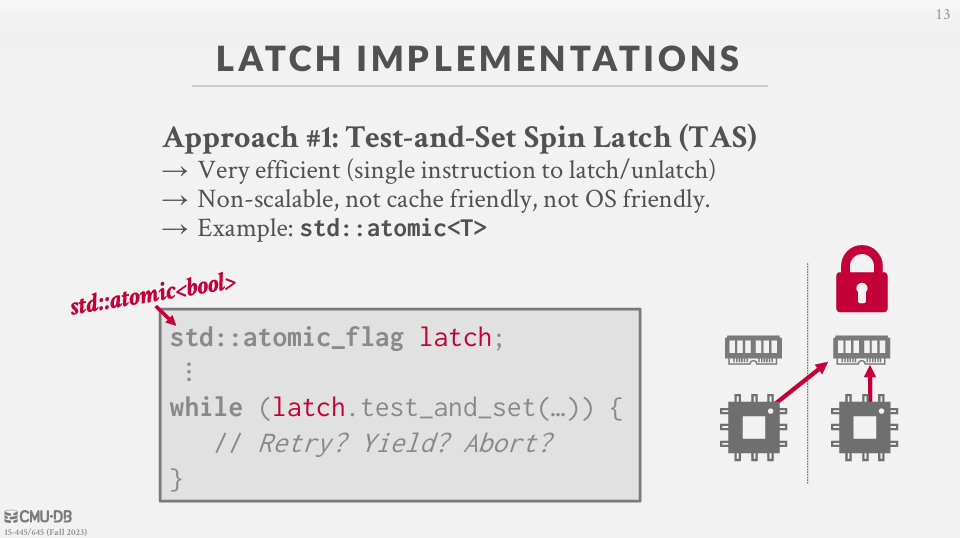 13
LATCH IMPLEMENTATIONS
Approach #1: Test-and-Set Spin Latch (TAS)
→ Very efficient (single instruction to latch/unlatch)
→ Non-scalable, not cache friendly, not OS friendly.
→ Example: std::atomic<T>
std::atomic<bool>
std::atomic_flag latch;
⋮
while (latch.test_and_set(…)) {
// Retry? Yield? Abort?
}
CMU·DB
15-445/645 (Fall 2023)